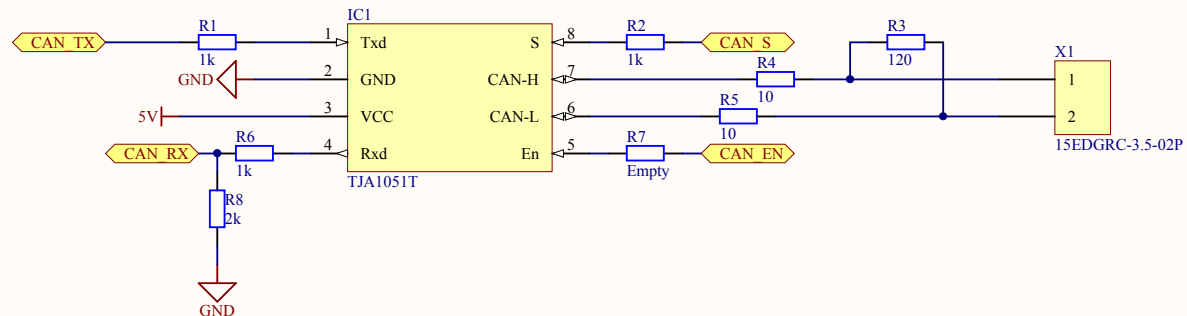 IC1
R1
CAN_TX
1k
1
Txd
GND
2
GND
5V
3
VCC
CAN_RX
R6
1k
4
Rxd
TJA1051T
R8
2k
GND
S
8
R2
1k
CAN_S
CAN-H
7
R4
10
R3
120
CAN-L
6
R5
10
En
5
R7
Empty
CAN_EN
X1
1
2
15EDGRC-3.5-02P